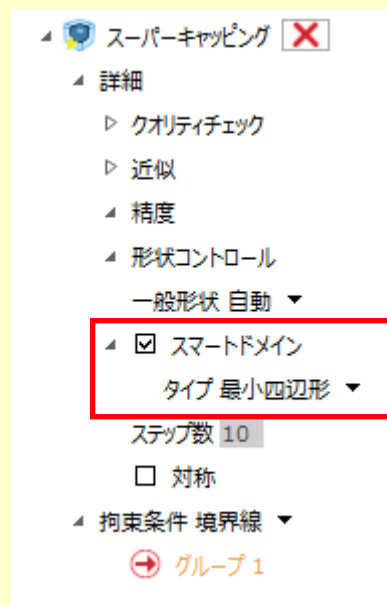 スーパーキャッピング
詳細
クオリティチェック
近似
精度
形状コントロール
一般形状 自動
スマートドメイン
タイプ 最小四辺形
ステップ数 10
対称
拘束条件 境界線
グループ 1